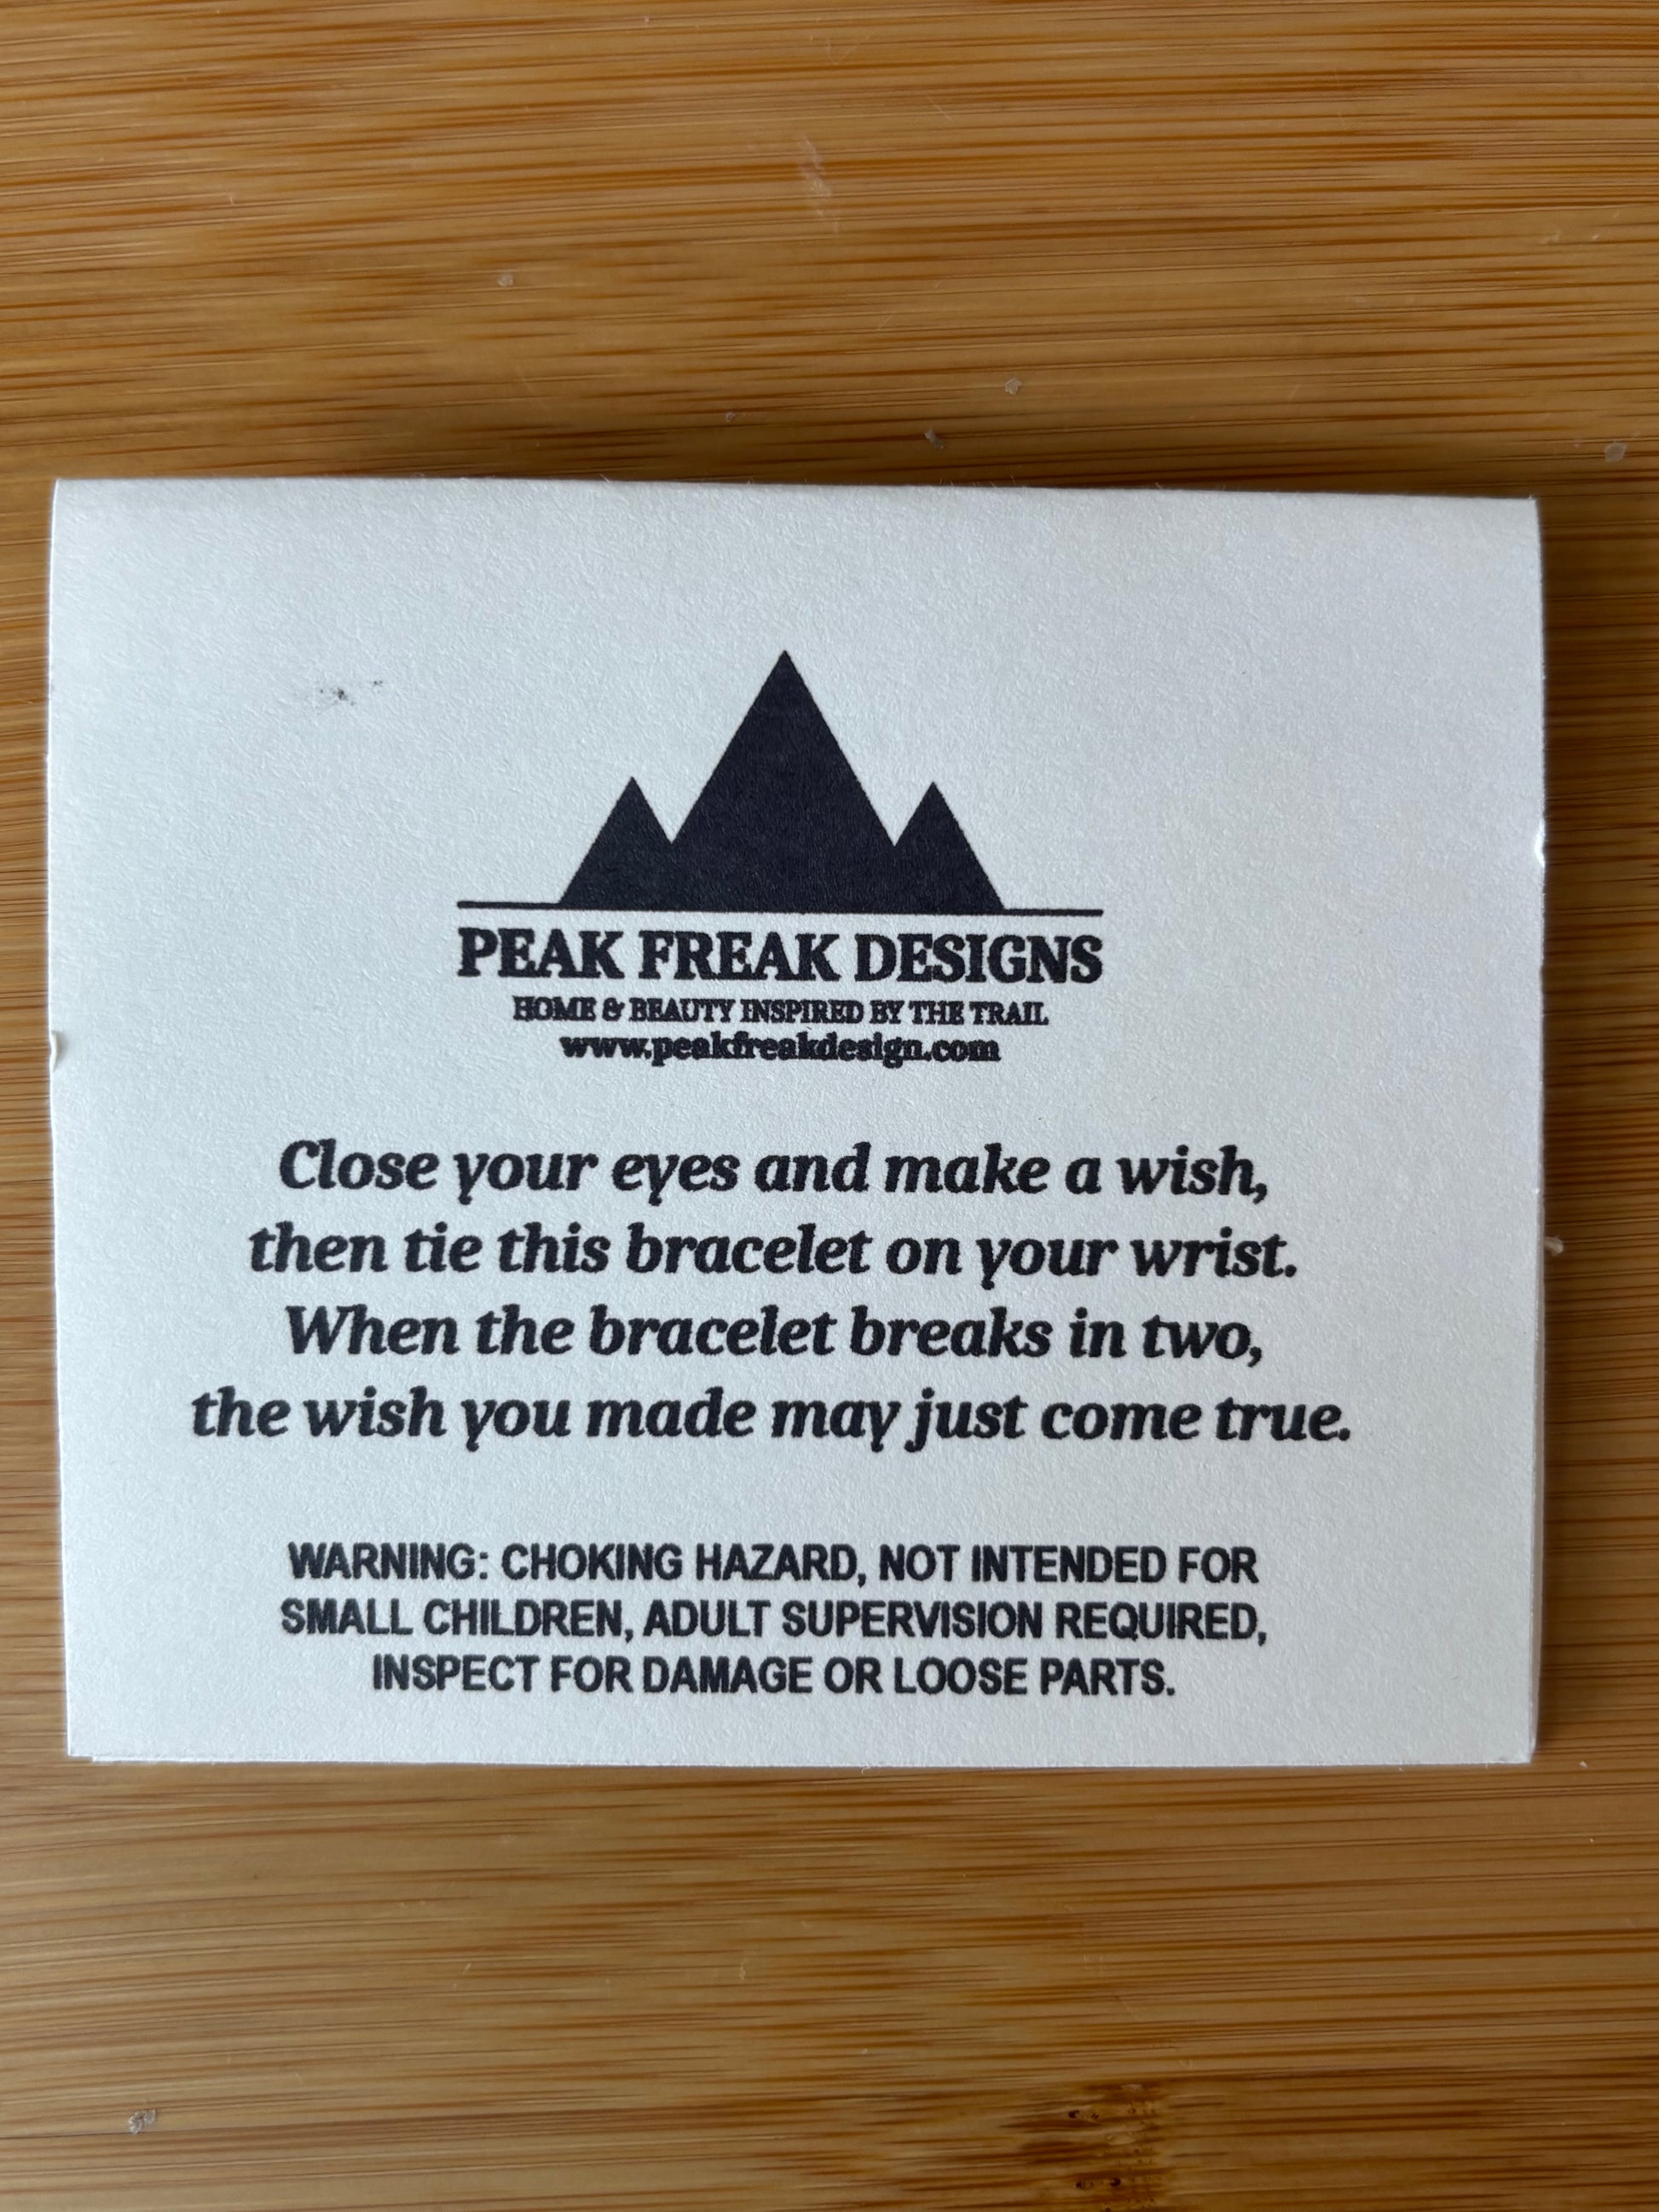 PEAK FREAK DESIGNS
HOME & BEAUTY INSPIRED BY THE TRAIL
www.peakfreakdesign.com
Close your eyes and make a wish,
then tie this bracelet on your wrist.
When the bracelet breaks in two,
the wish you made may just come true.
WARNING: CHOKING HAZARD, NOT INTENDED FOR
SMALL CHILDREN, ADULT SUPERVISION REQUIRED,
INSPECT FOR DAMAGE OR LOOSE PARTS.